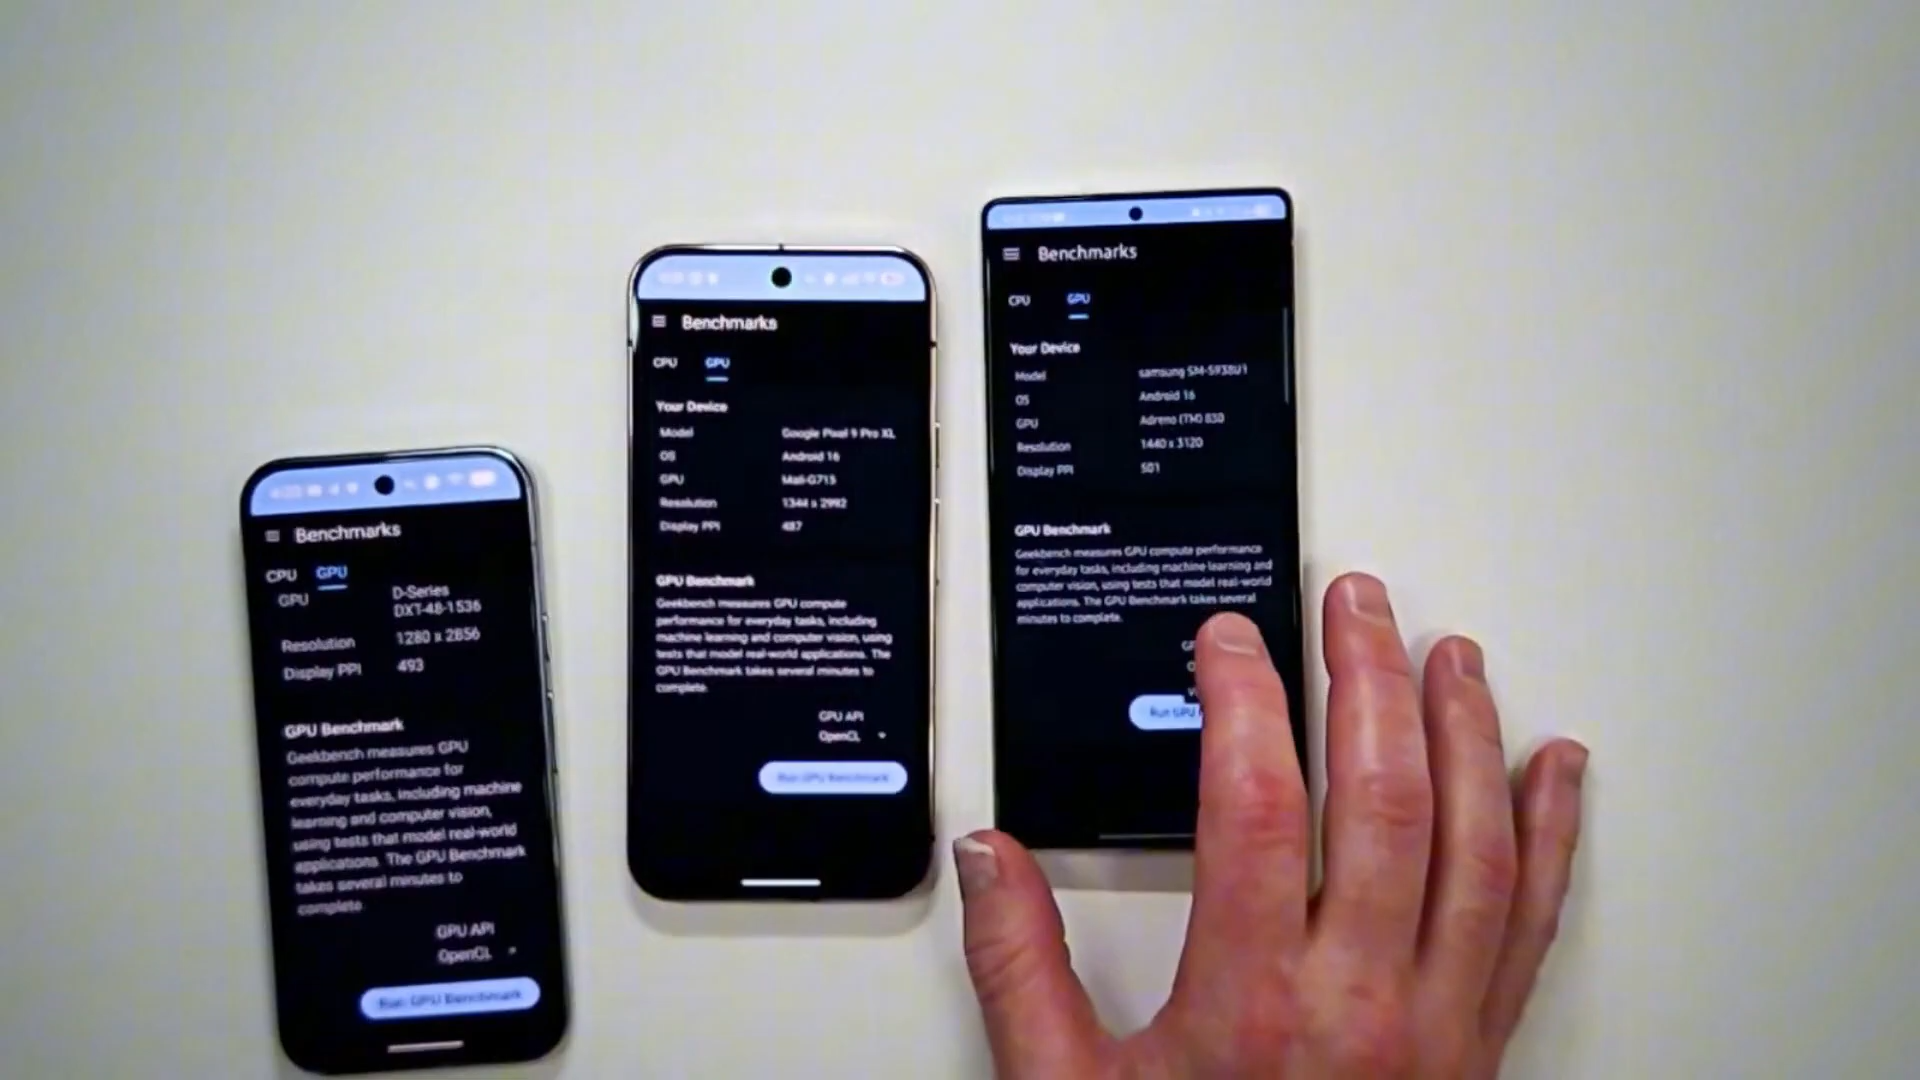 Benchmarks
CPU GPU
GPU D-Series
DXT-48-1536
Resolution 1280 x 2856
Display PPI 493
GPU Benchmark
Geekbench measures GPU
compute performance for
everyday tasks, including machine
learning and computer vision,
using tests that model real-world
applications. The GPU Benchmark
takes several minutes to
complete.
GPU API
OpenCL
Run GPU Benchmark
Benchmarks
CPU GPU
Your Device
Model Google Pixel 9 Pro XL
OS Android 16
GPU Mali-G715
Resolution 1344 x 2992
Display PPI 487
GPU Benchmark
Geekbench measures GPU compute
performance for everyday tasks, including
machine learning and computer vision, using
tests that model real-world applications. The
GPU Benchmark takes several minutes to
complete.
GPU API
OpenCL
Run GPU Benchmark
Benchmarks
CPU GPU
Your Device
Model samsung SM-S938U1
OS Android 16
GPU Adreno (TM) 830
Resolution 1440 x 3120
Display PPI 501
GPU Benchmark
Geekbench measures GPU compute performance
for everyday tasks, including machine learning and
computer vision, using tests that model real-world
applications. The GPU Benchmark takes several
minutes to complete.
Run GPU